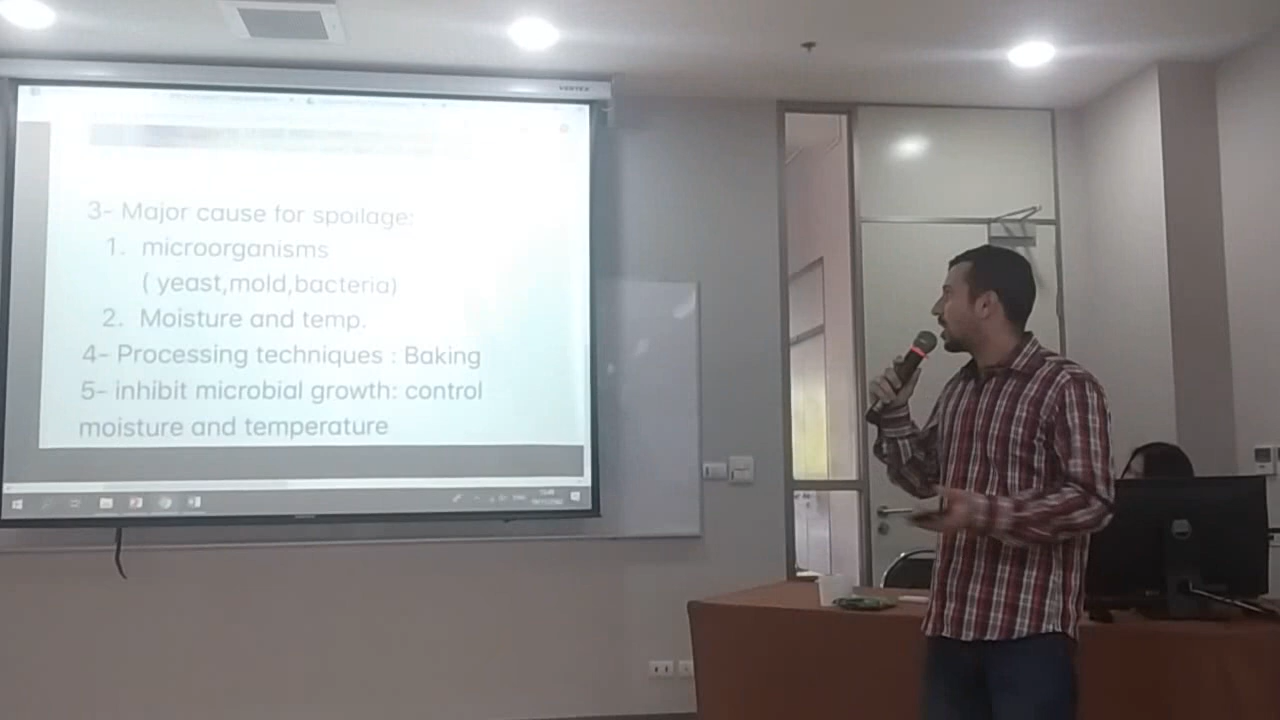 VERTEX
3- Major cause for spoilage:
1. microorganisms
( yeast,mold,bacteria)
2. Moisture and temp.
4- Processing techniques : Baking
5- inhibit microbial growth: control
moisture and temperature